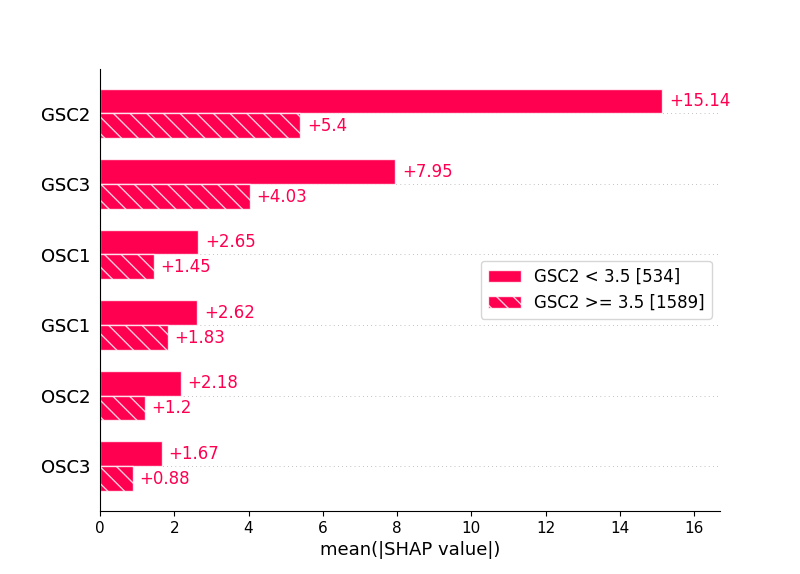 GSC2
+15.14
+5.4
GSC3
+7.95
+4.03
OSC1
+2.65
+1.45
GSC2 < 3.5 [534]
GSC2 >= 3.5 [1589]
GSC1
+2.62
+1.83
OSC2
+2.18
+1.2
OSC3
+1.67
+0.88
0 2 4 6 8 10 12 14 16
mean(|SHAP value|)